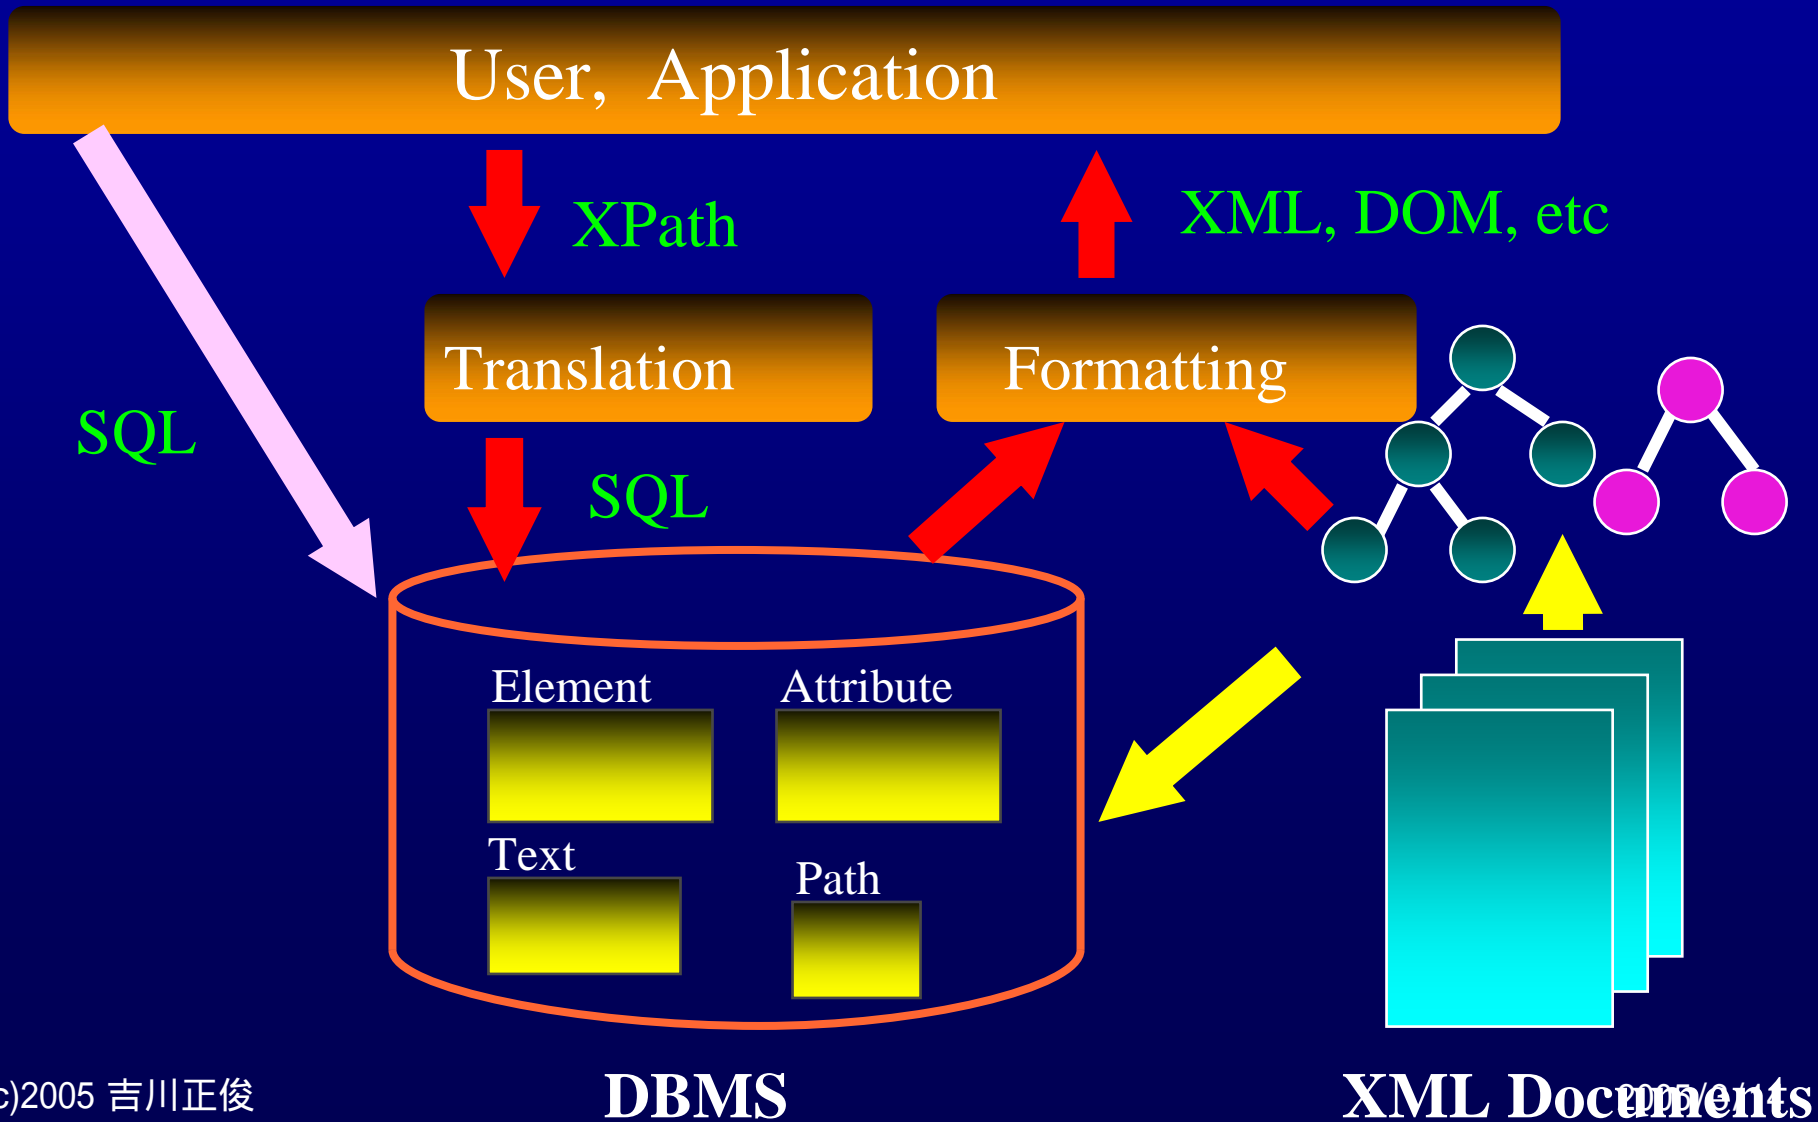 User, Application
XPath
XML, DOM, etc
Translation
Formatting
SQL
SQL
Element
Attribute
Text
Path
c)2005 吉川正俊
DBMS
XML Documents